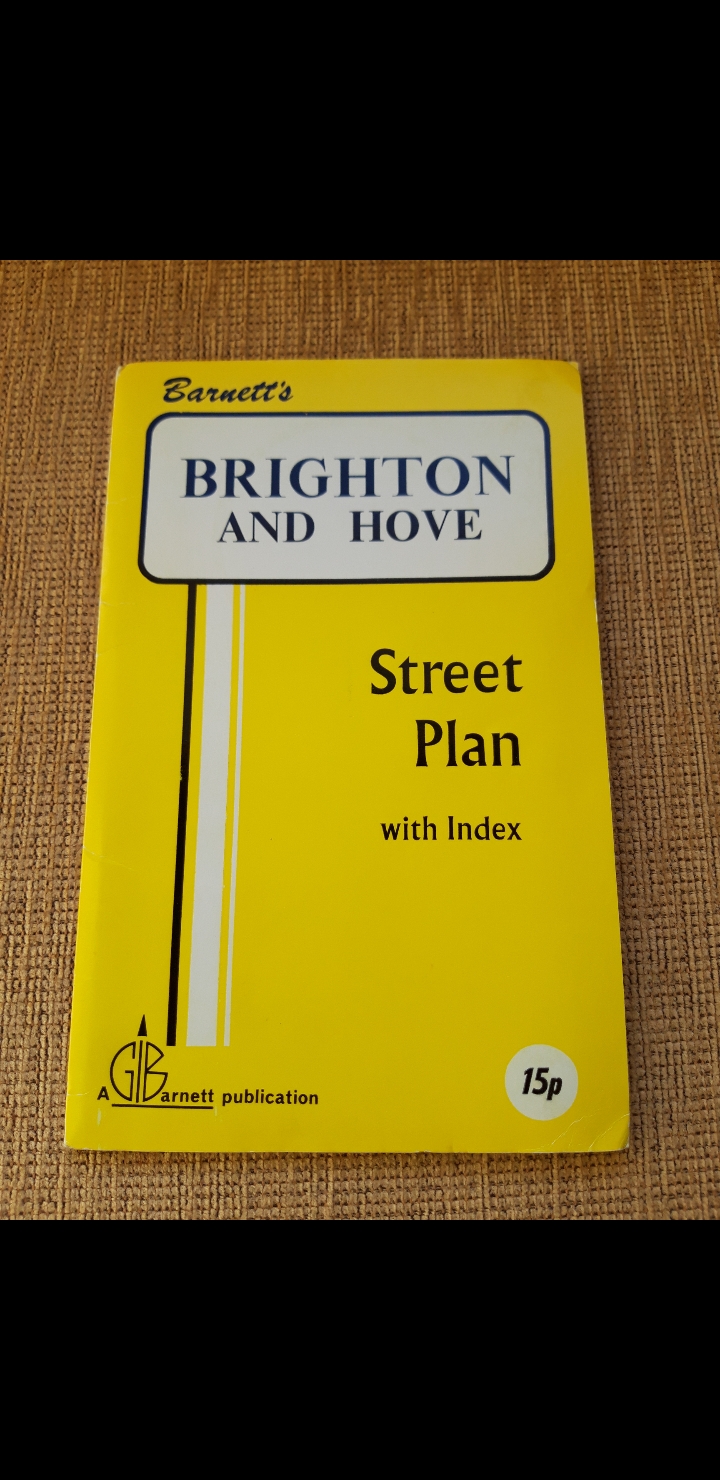 Barnett's
BRIGHTON
AND HOVE
Street
Plan
with Index
A GIBarnett publication
15p